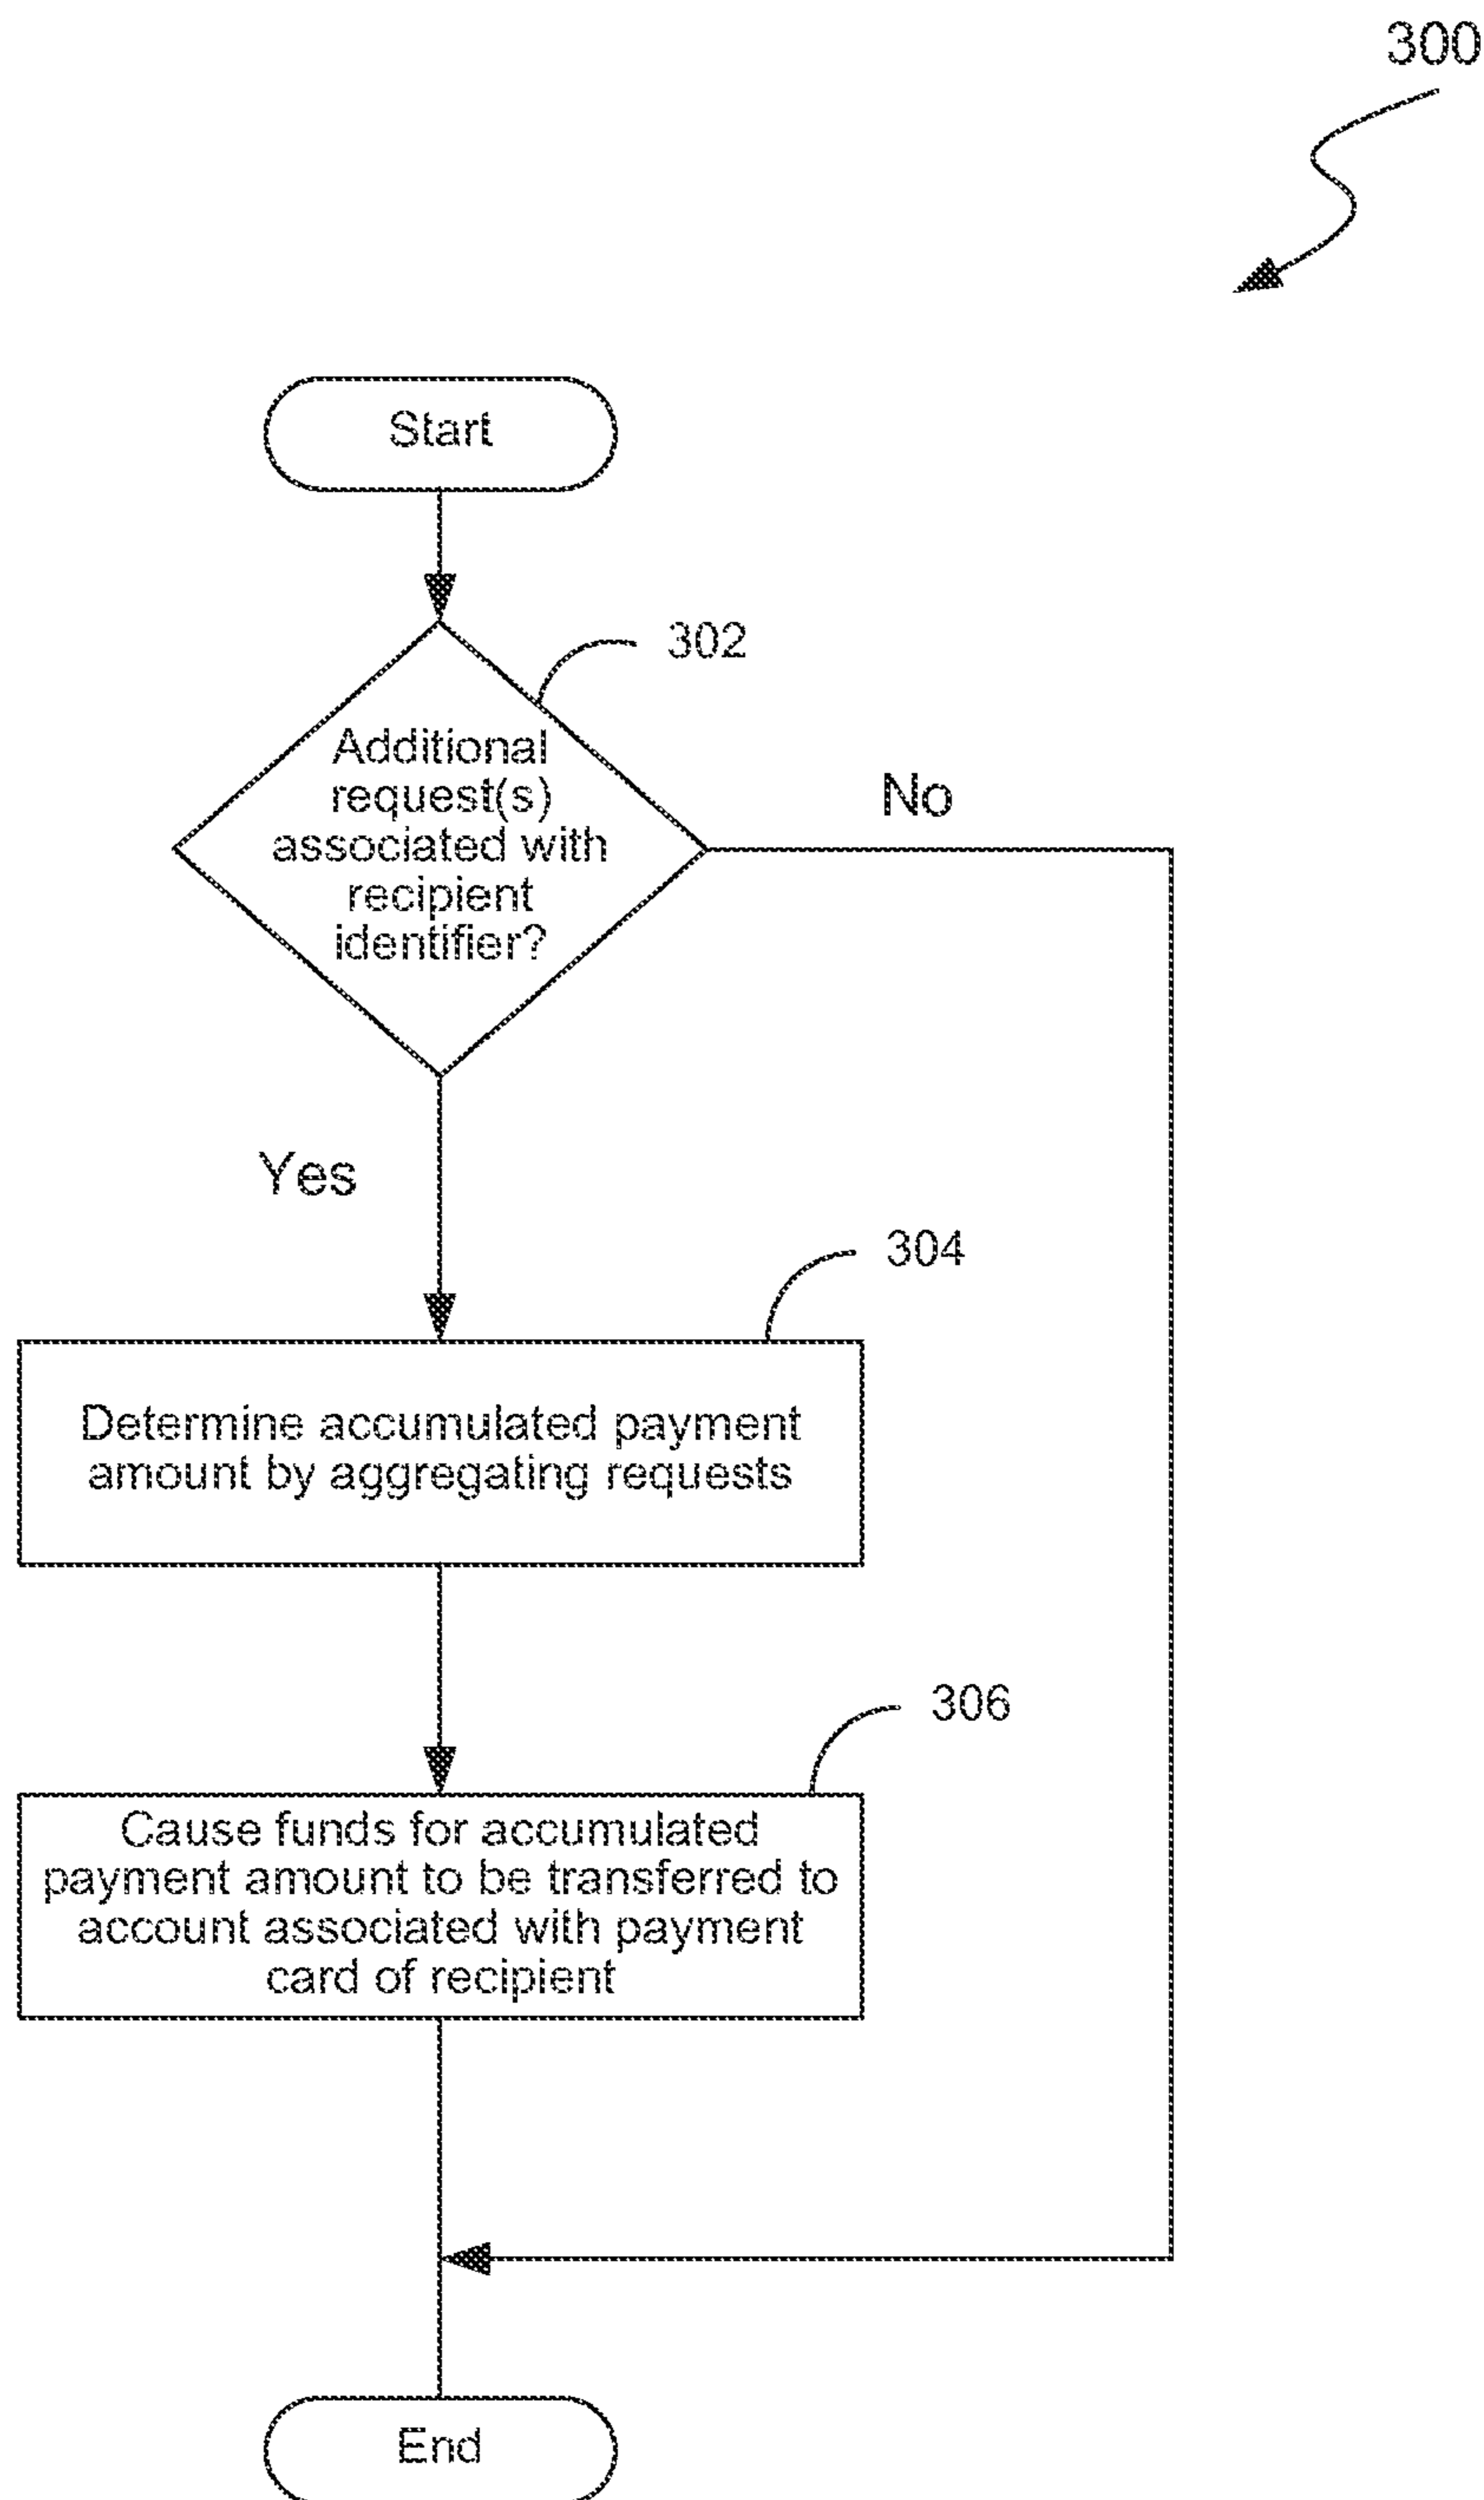 300
Start
302
Additional
request(s)
associated with
recipient
identifier?
No
Yes
304
Determine accumulated payment
amount by aggregating requests
306
Cause funds for accumulated
payment amount to be transferred to
account associated with payment
card of recipient
End